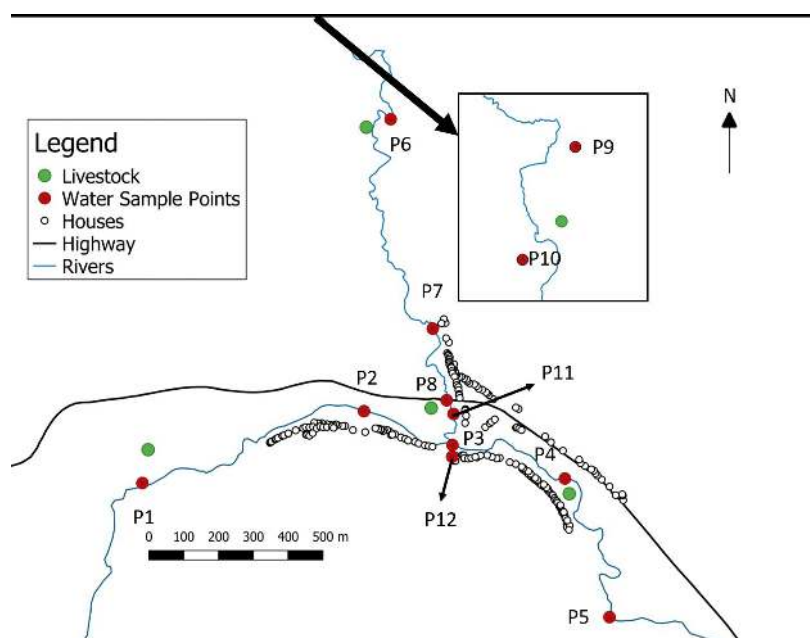 N
P6
P9
Legend
Livestock
Water Sample Points
Houses
Highway
Rivers
P10
P7
P2
P8
P11
P3
P4
P1
P12
0 100 200 300 400 500 m
P5